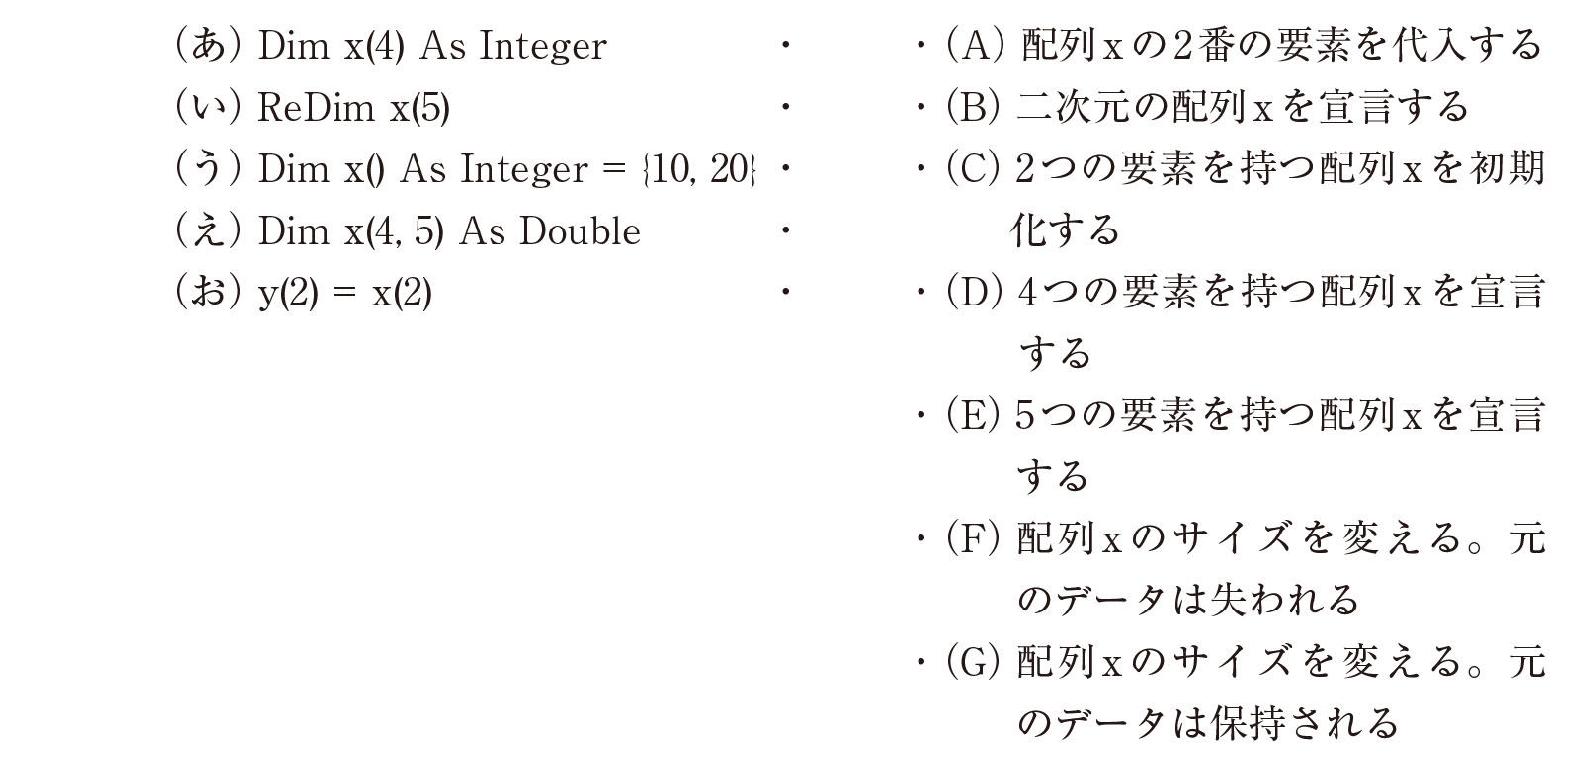 (あ) Dim x(4) As Integer ・ ・(A) 配列xの2番の要素を代入する
(い) ReDim x(5) ・ ・(B) 二次元の配列xを宣言する
(う) Dim x() As Integer = {10, 20} ・ ・(C) 2つの要素を持つ配列xを初期
化する
(え) Dim x(4, 5) As Double ・
(お) y(2) = x(2) ・ ・(D) 4つの要素を持つ配列xを宣言
する
・(E) 5つの要素を持つ配列xを宣言
する
・(F) 配列xのサイズを変える。元
のデータは失われる
・(G) 配列xのサイズを変える。元
のデータは保持される